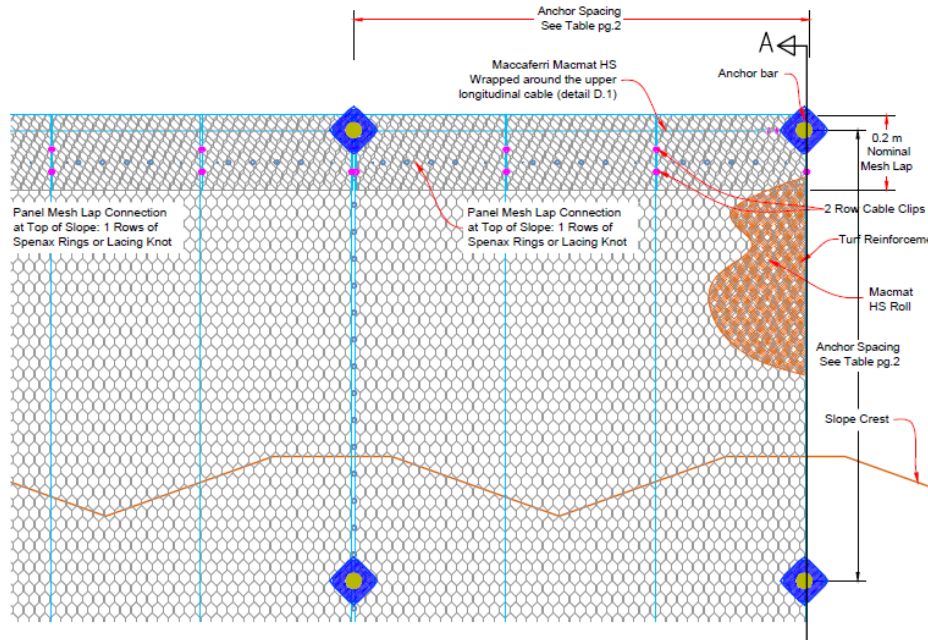 Anchor Spacing
See Table pg.2
A
Maccaferri Macmat HS
Wrapped around the upper
longitudinal cable (detail D.1)
Anchor bar
0.2 m
Nominal
Mesh Lap
Panel Mesh Lap Connection
at Top of Slope: 1 Rows of
Spenax Rings or Lacing Knot
Panel Mesh Lap Connection
at Top of Slope: 1 Rows of
Spenax Rings or Lacing Knot
2 Row Cable Clips
Turf Reinforceme
Macmat
HS Roll
Anchor Spacing
See Table pg.2
Slope Crest